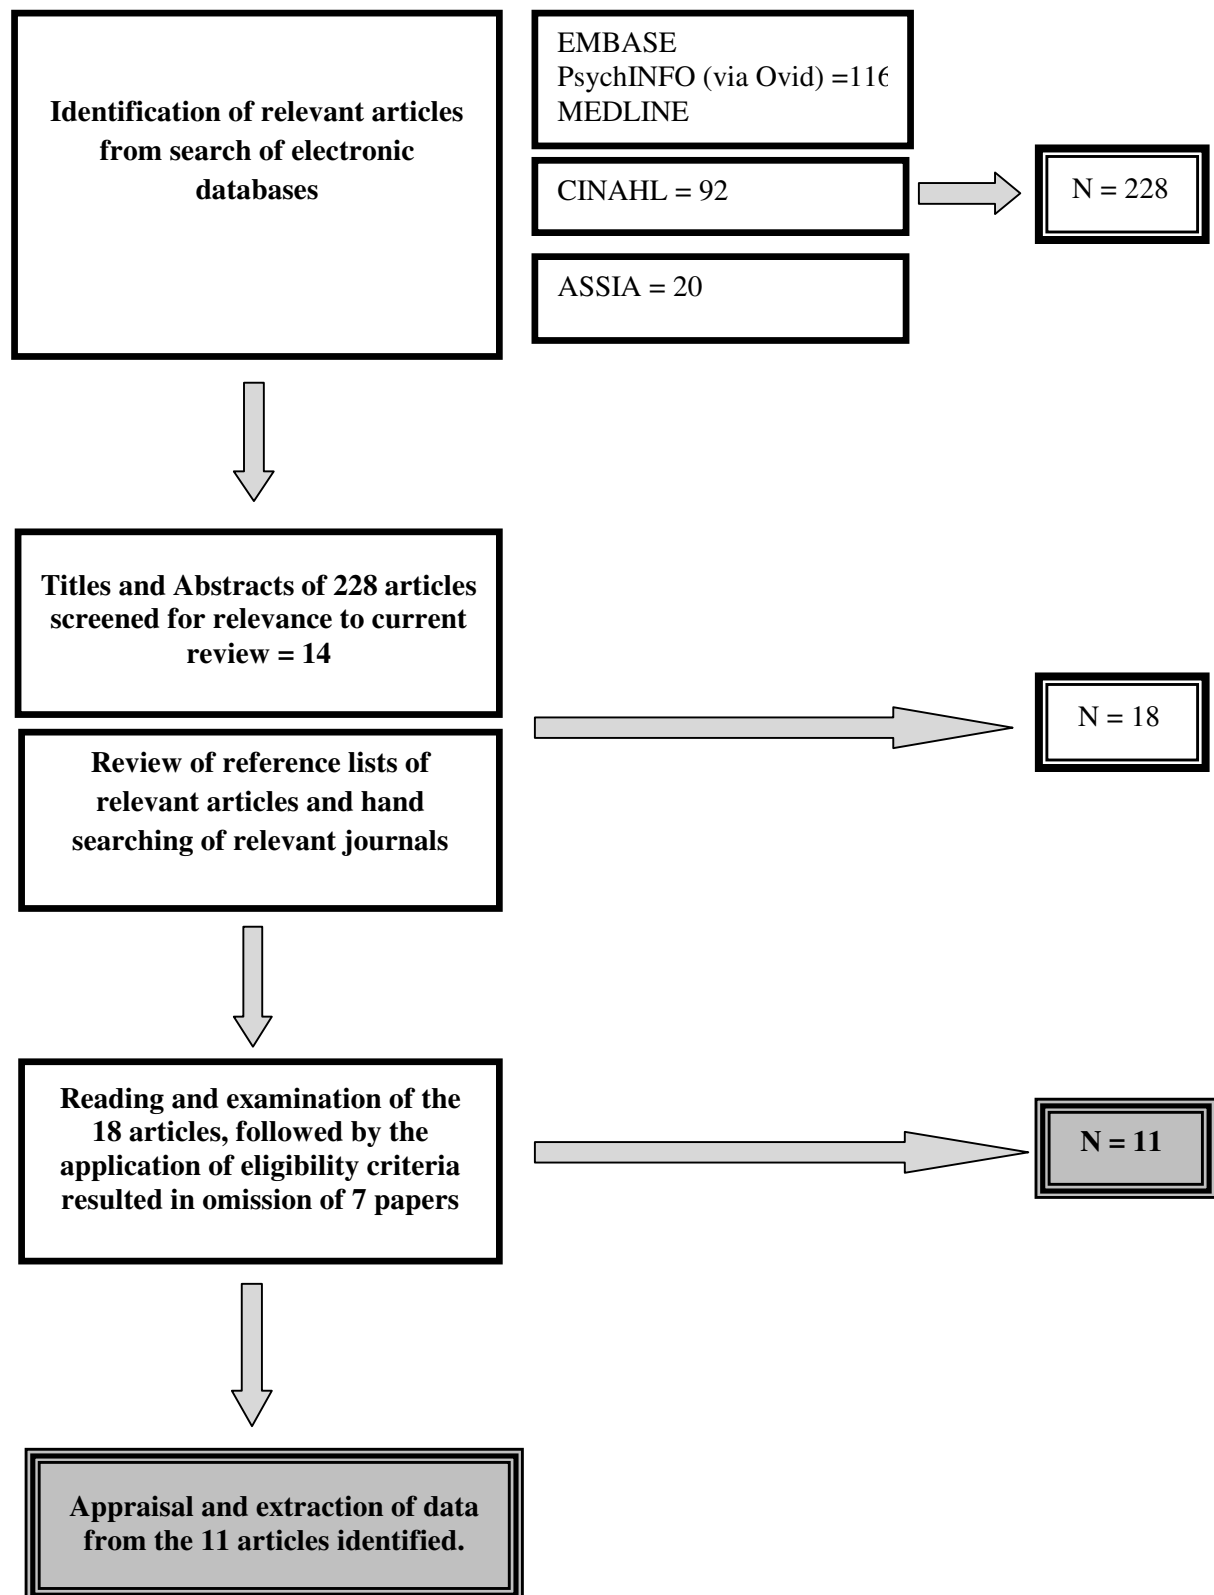 Identification of relevant articles
from search of electronic
databases
EMBASE
PsychINFO (via Ovid) =116
MEDLINE
CINAHL = 92
ASSIA = 20
N = 228
Titles and Abstracts of 228 articles
screened for relevance to current
review = 14
Review of reference lists of
relevant articles and hand
searching of relevant journals
N = 18
Reading and examination of the
18 articles, followed by the
application of eligibility criteria
resulted in omission of 7 papers
N = 11
Appraisal and extraction of data
from the 11 articles identified.